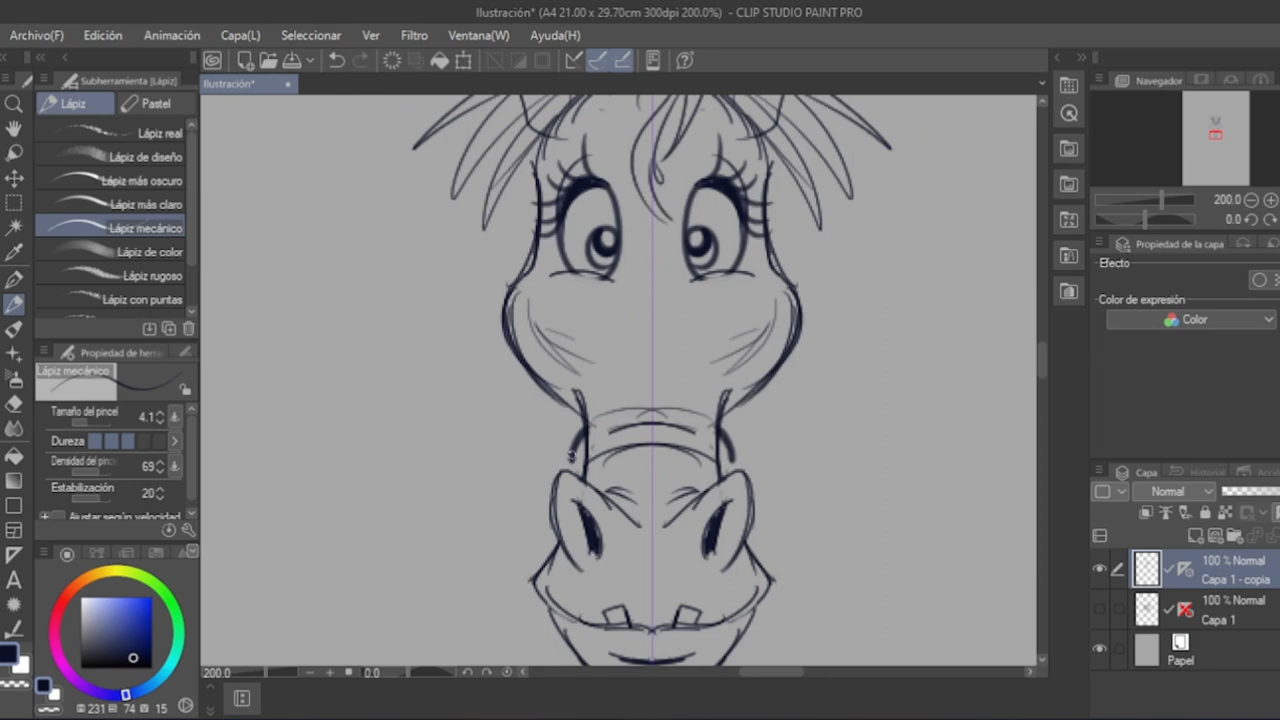 Ilustración* (A4 21.00 x 29.70cm 300dpi 200.0%) - CLIP STUDIO PAINT PRO
Archivo(F) Edición Animación Capa(L) Seleccionar Ver Filtro Ventana(W) Ayuda(H)
Subherramienta [Lápiz]
Ilustración*
Navegador
Lápiz Pastel
Lápiz real
Lápiz de diseño
Lápiz más oscuro
Lápiz más claro
Lápiz mecánico
Lápiz de color
Lápiz rugoso
Lápiz con puntas
200.0
0.0
Propiedad de la capa
Efecto
Color de expresión
Color
Propiedad de herra
Lápiz mecánico
Tamaño del pincel 4.1
Dureza
Densidad del pince 69
Estabilización 20
Ajustar según velocidad
Capa Historial
Normal
100 % Normal
Capa 1 - copia
100 % Normal
Capa 1
Papel
200.0 0.0
231 74 15